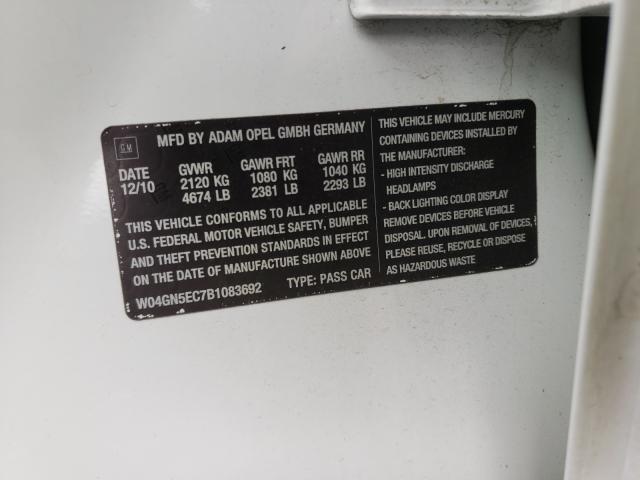 GM
MFD BY ADAM OPEL GMBH GERMANY
DATE GVWR GAWR FRT GAWR RR
12/10 2120 KG 1080 KG 1040 KG
4674 LB 2381 LB 2293 LB
THIS VEHICLE CONFORMS TO ALL APPLICABLE
U.S. FEDERAL MOTOR VEHICLE SAFETY, BUMPER
AND THEFT PREVENTION STANDARDS IN EFFECT
ON THE DATE OF MANUFACTURE SHOWN ABOVE
W04GN5EC7B1083692 TYPE: PASS CAR
THIS VEHICLE MAY INCLUDE MERCURY
CONTAINING DEVICES INSTALLED BY
THE MANUFACTURER:
- HIGH INTENSITY DISCHARGE
HEADLAMPS
- BACK LIGHTING COLOR DISPLAY
REMOVE DEVICES BEFORE VEHICLE
DISPOSAL. UPON REMOVAL OF DEVICES
PLEASE REUSE, RECYCLE OR DISPOSE
AS HAZARDOUS WASTE